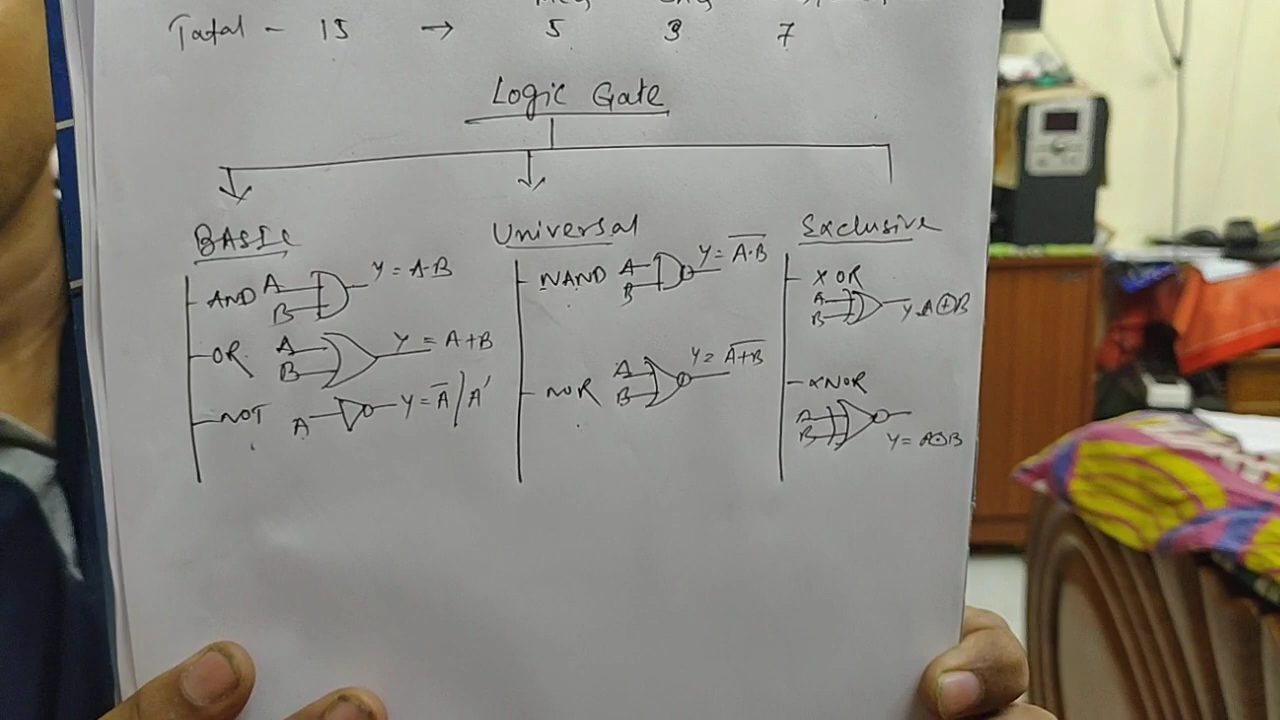 Total - 15 → 5 3 7
Logic Gate
BASIC
AND A B Y = A·B
OR A B Y = A+B
NOT A Y = A̅ / A'
Universal
NAND A B Y = A̅·̅B̅
NOR A B Y = A̅+̅B̅
Exclusive
XOR
A B Y A⊕B
XNOR
A B
Y = A⊙B